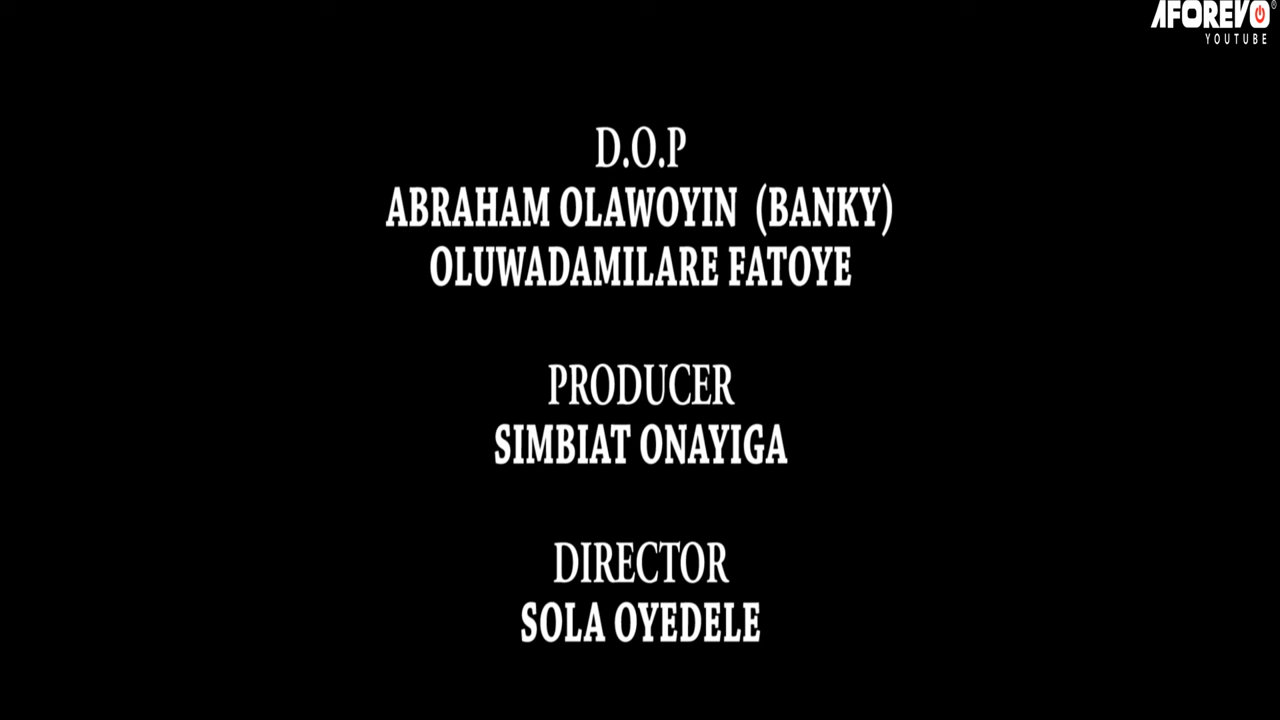 AFOREVO
YOUTUBE
D.O.P
ABRAHAM OLAWOYIN (BANKY)
OLUWADAMILARE FATOYE
PRODUCER
SIMBIAT ONAYIGA
DIRECTOR
SOLA OYEDELE